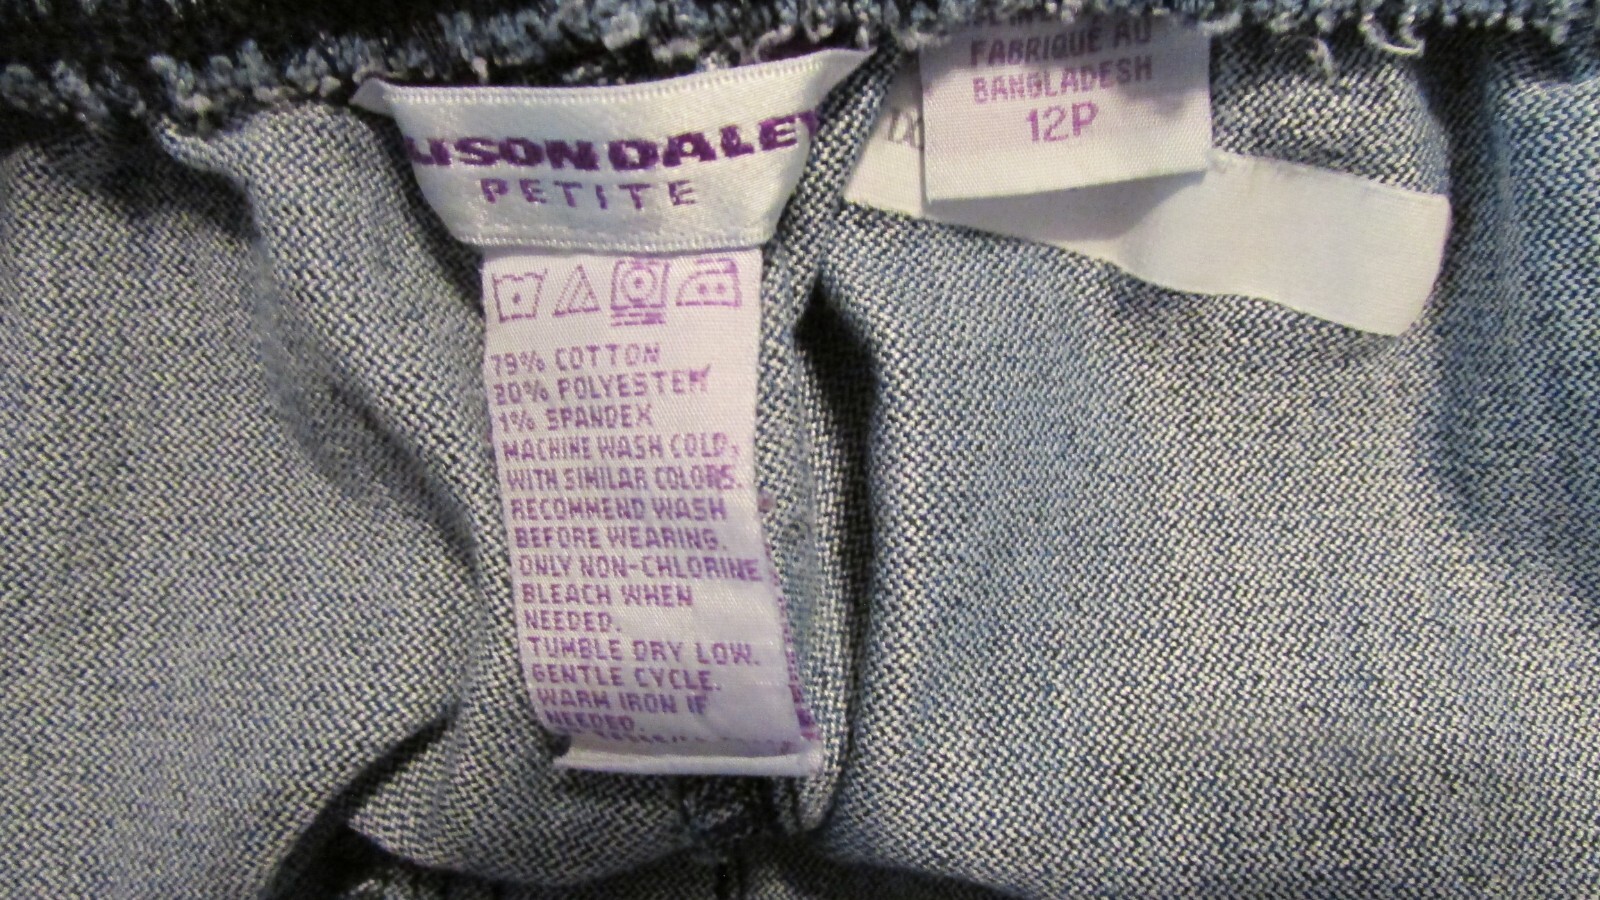 LISON DALEY
PETITE
79% COTTON
20% POLYESTER
1% SPANDEX
MACHINE WASH COLD,
WITH SIMILAR COLORS.
RECOMMEND WASH
BEFORE WEARING.
ONLY NON-CHLORINE
BLEACH WHEN
NEEDED.
TUMBLE DRY LOW.
GENTLE CYCLE.
WARM IRON IF
NEEDED.
FABRIQUE AU
BANGLADESH
12P